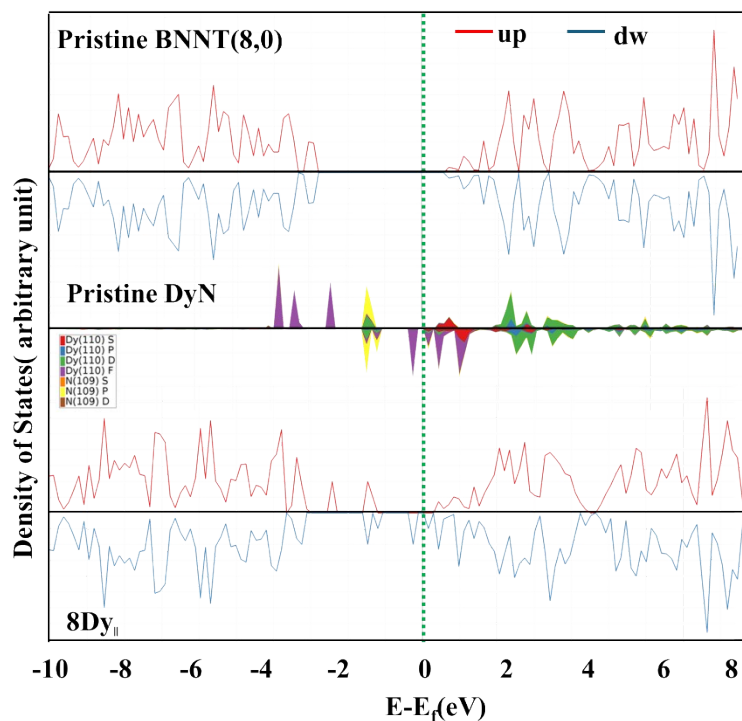 Pristine BNNT(8,0)
up
dw
Density of States( arbitrary unit)
Pristine DyN
Dy(110) S
Dy(110) P
Dy(110) D
Dy(110) F
N(109) S
N(109) P
N(109) D
8Dy||
-10 -8 -6 -4 -2 0 2 4 6 8
E-Ef(eV)